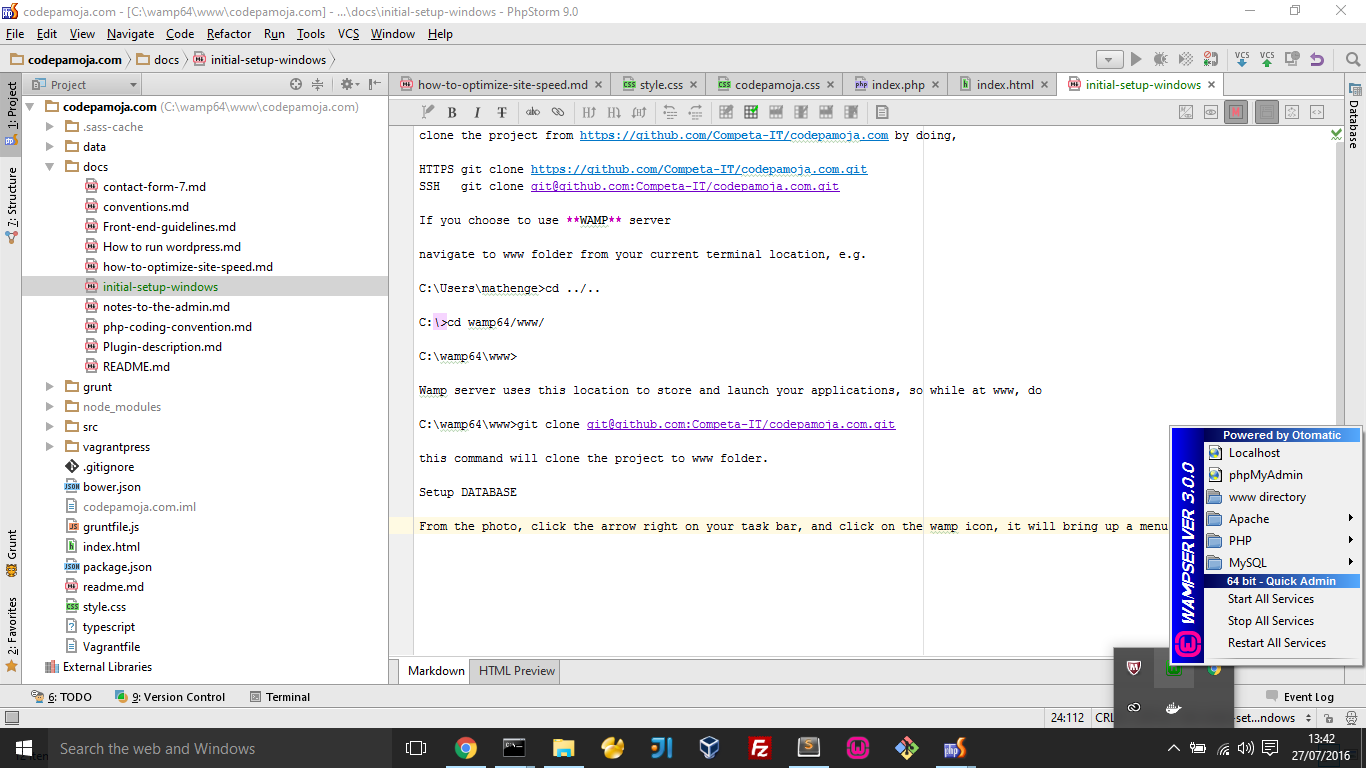 codepamoja.com - [C:\wamp64\www\codepamoja.com] - ...\docs\initial-setup-windows - PhpStorm 9.0
File Edit View Navigate Code Refactor Run Tools VCS Window Help
codepamoja.com docs initial-setup-windows
VCS VCS
Project
how-to-optimize-site-speed.md style.css codepamoja.css index.php index.html initial-setup-windows
1: Project
7: Structure
Grunt
2: Favorites
Database
codepamoja.com (C:\wamp64\www\codepamoja.com)
.sass-cache
data
docs
contact-form-7.md
conventions.md
Front-end-guidelines.md
How to run wordpress.md
how-to-optimize-site-speed.md
initial-setup-windows
notes-to-the-admin.md
php-coding-convention.md
Plugin-description.md
README.md
grunt
node_modules
src
vagrantpress
.gitignore
bower.json
codepamoja.com.iml
gruntfile.js
index.html
package.json
readme.md
style.css
typescript
Vagrantfile
External Libraries
clone the project from https://github.com/Competa-IT/codepamoja.com by doing,
HTTPS git clone https://github.com/Competa-IT/codepamoja.com.git
SSH git clone git@github.com:Competa-IT/codepamoja.com.git
If you choose to use **WAMP** server
navigate to www folder from your current terminal location, e.g.
C:\Users\mathenge>cd ../..
C:\>cd wamp64/www/
C:\wamp64\www>
Wamp server uses this location to store and launch your applications, so while at www, do
C:\wamp64\www>git clone git@github.com:Competa-IT/codepamoja.com.git
this command will clone the project to www folder.
Setup DATABASE
From the photo, click the arrow right on your task bar, and click on the wamp icon, it will bring up a menu
Markdown HTML Preview
WAMPSERVER 3.0.0
Powered by Otomatic
Localhost
phpMyAdmin
www directory
Apache
PHP
MySQL
64 bit - Quick Admin
Start All Services
Stop All Services
Restart All Services
6: TODO 9: Version Control Terminal Event Log
24:112 CRL set...ndows
Search the web and Windows
13:42
27/07/2016